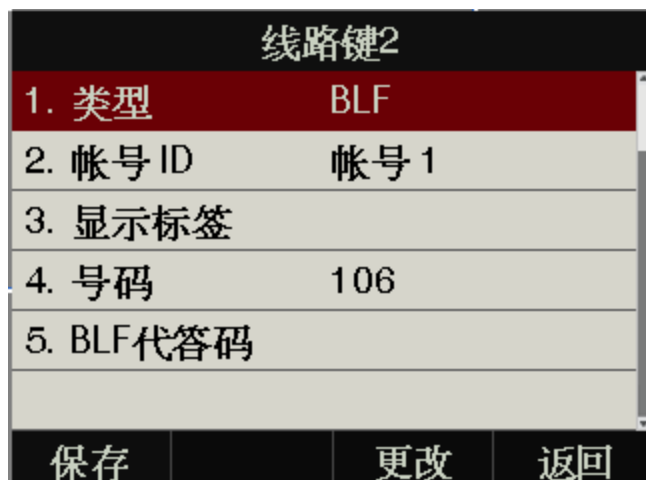 线路键2
1. 类型 BLF
2. 帐号 ID 帐号 1
3. 显示标签
4. 号码 106
5. BLF代答码
保存 更改 返回